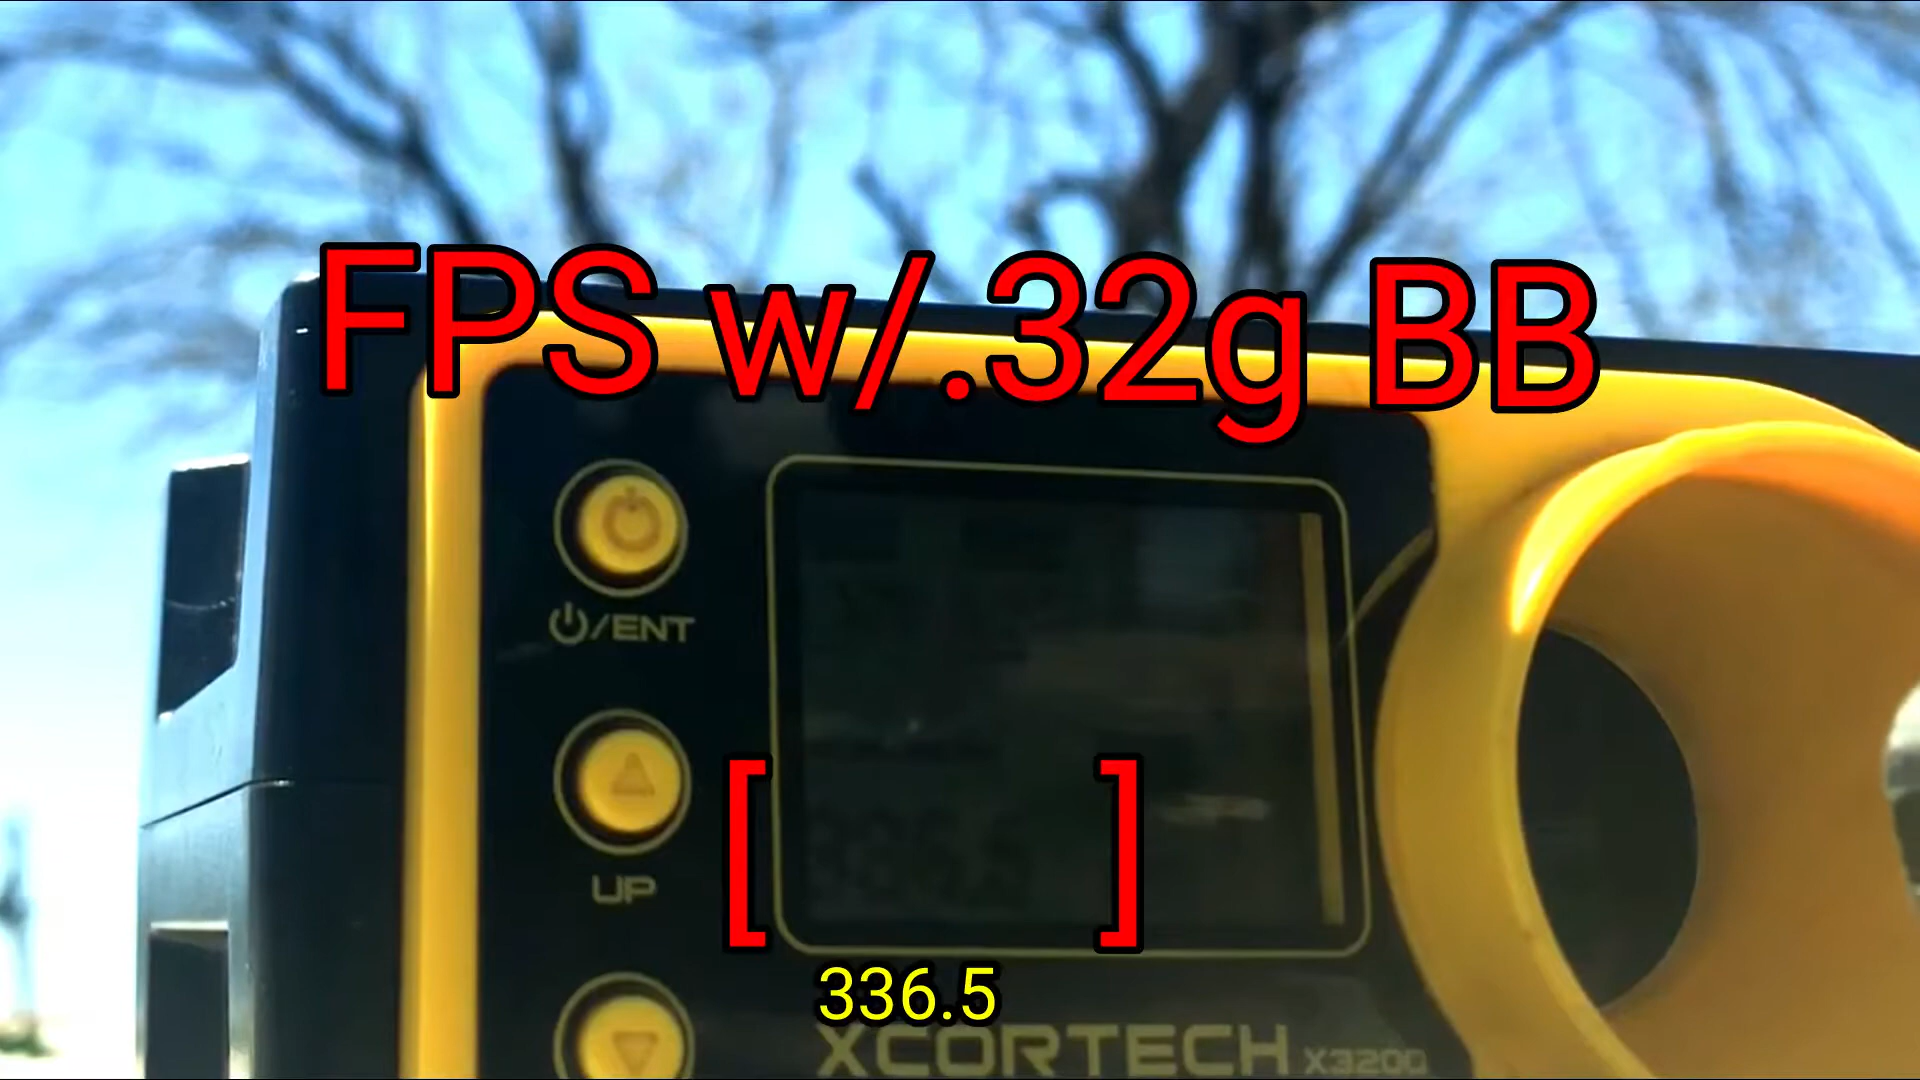 FPS w/.32g BB
⏻/ENT
[ ]
UP
336.5
XCORTECH X3200